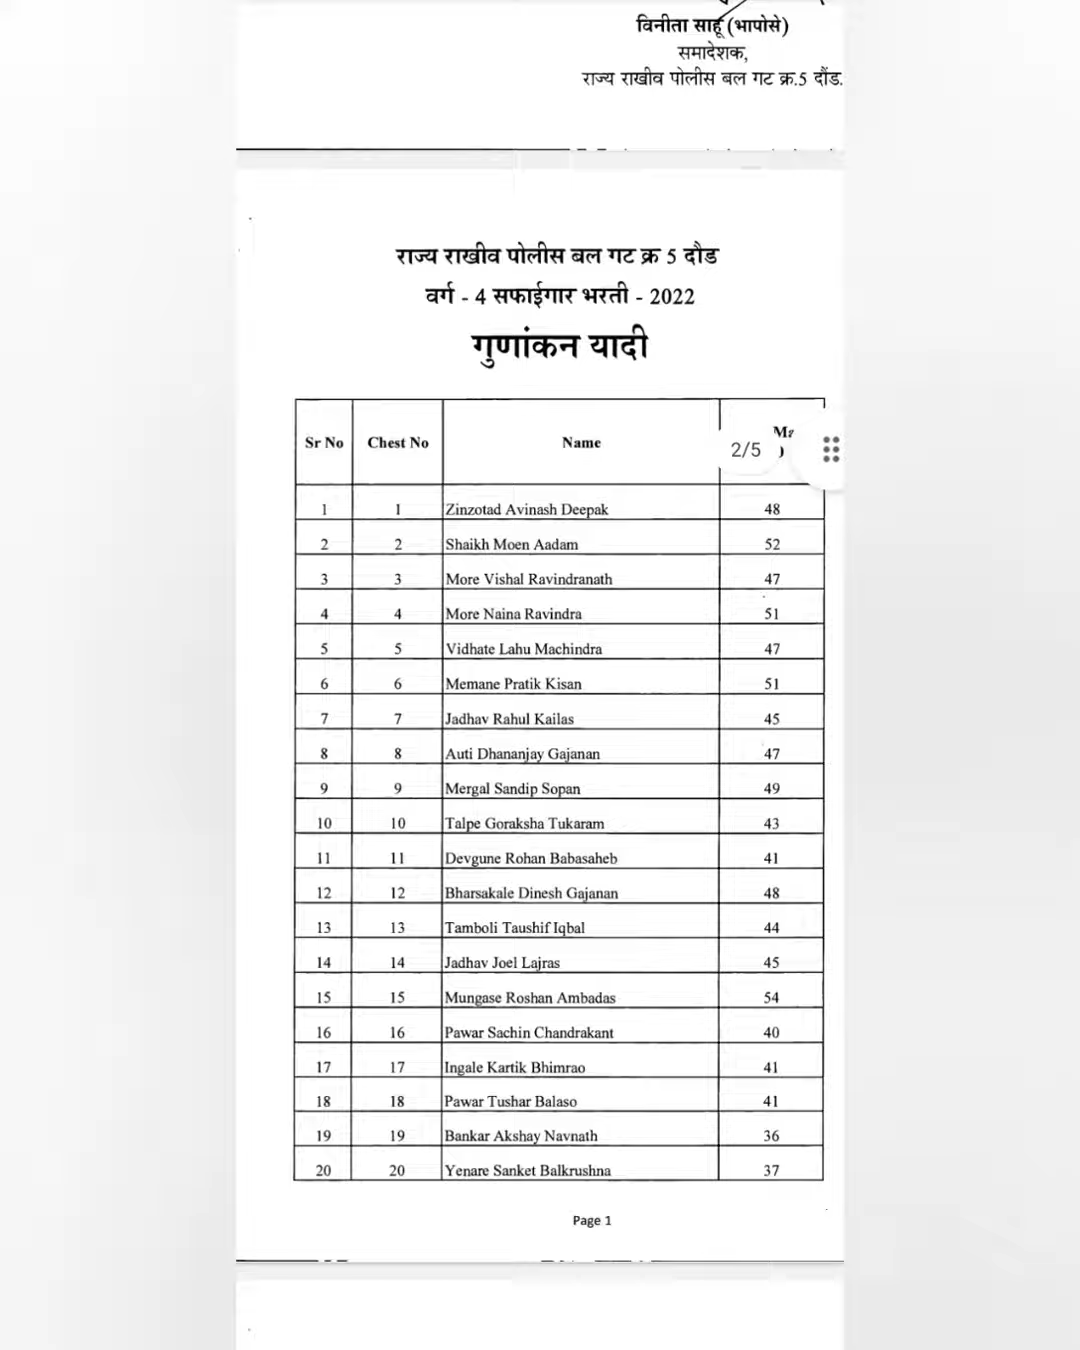 विनीता साहू (भापोसे)
समादेशक,
राज्य राखीव पोलीस बल गट क्र.5 दौंड.
राज्य राखीव पोलीस बल गट क्र 5 दौड
वर्ग - 4 सफाईगार भरती - 2022
गुणांकन यादी
Sr No Chest No Name
2/5
1 1 Zinzotad Avinash Deepak 48
2 2 Shaikh Moen Aadam 52
3 3 More Vishal Ravindranath 47
4 4 More Naina Ravindra 51
5 5 Vidhate Lahu Machindra 47
6 6 Memane Pratik Kisan 51
7 7 Jadhav Rahul Kailas 45
8 8 Auti Dhananjay Gajanan 47
9 9 Mergal Sandip Sopan 49
10 10 Talpe Goraksha Tukaram 43
11 11 Devgune Rohan Babasaheb 41
12 12 Bharsakale Dinesh Gajanan 48
13 13 Tamboli Taushif Iqbal 44
14 14 Jadhav Joel Lajras 45
15 15 Mungase Roshan Ambadas 54
16 16 Pawar Sachin Chandrakant 40
17 17 Ingale Kartik Bhimrao 41
18 18 Pawar Tushar Balaso 41
19 19 Bankar Akshay Navnath 36
20 20 Yenare Sanket Balkrushna 37
Page 1